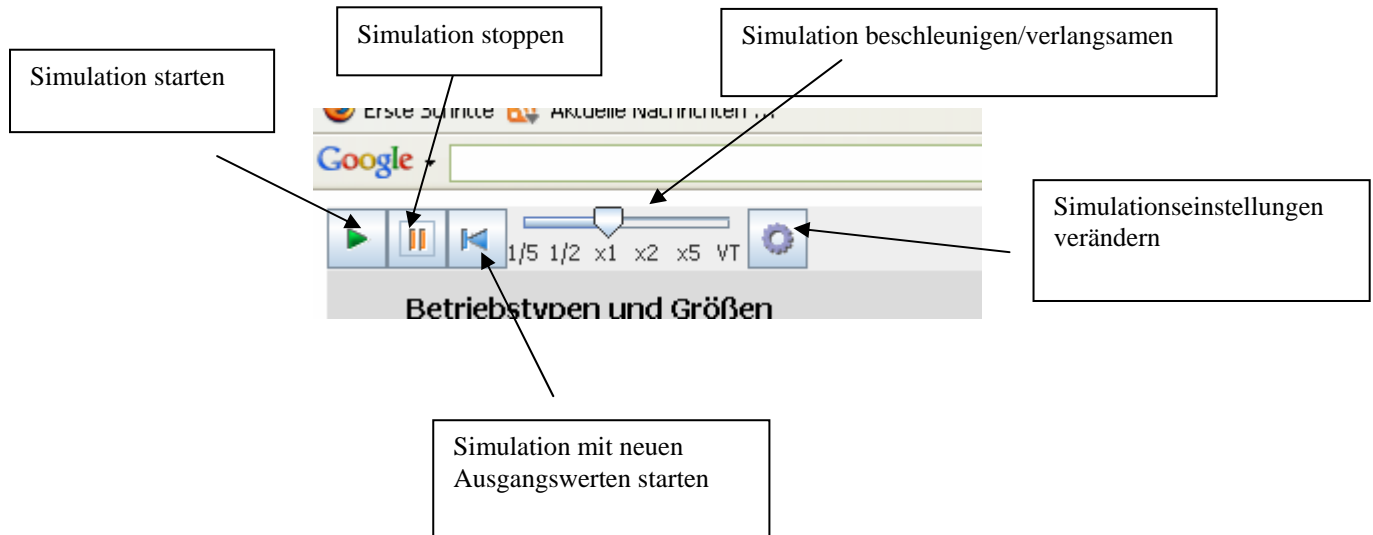 Simulation stoppen
Simulation beschleunigen/verlangsamen
Simulation starten
Erste Schritte Aktuelle Nachrichten ...
Google
Simulationseinstellungen
verändern
1/5 1/2 x1 x2 x5 VT
Betriebstypen und Größen
Simulation mit neuen
Ausgangswerten starten